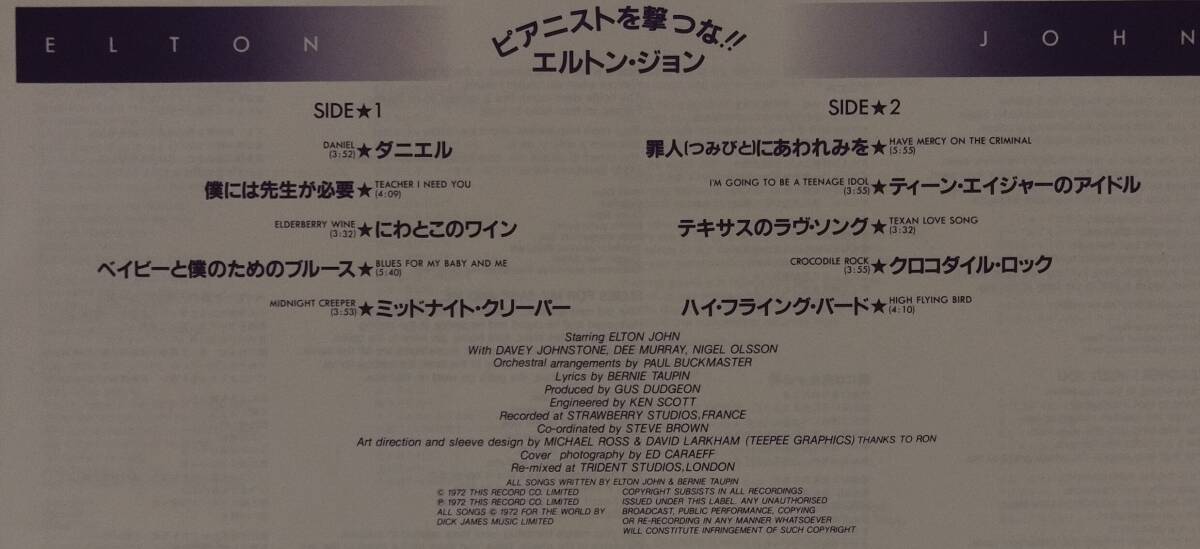 ELTON JOHN
ピアニストを撃つな!!
エルトン・ジョン
SIDE★1
DANIEL (3:52)★ダニエル
僕には先生が必要★TEACHER I NEED YOU (4:09)
ELDERBERRY WINE (3:32)★にわとこのワイン
ベイビーと僕のためのブルース★BLUES FOR MY BABY AND ME (5:40)
MIDNIGHT CREEPER (3:53)★ミッドナイト・クリーパー
SIDE★2
罪人(つみびと)にあわれみを★HAVE MERCY ON THE CRIMINAL (5:55)
I'M GOING TO BE A TEENAGE IDOL (3:55)★ティーン・エイジャーのアイドル
テキサスのラヴ・ソング★TEXAN LOVE SONG (3:32)
CROCODILE ROCK (3:55)★クロコダイル・ロック
ハイ・フライング・バード★HIGH FLYING BIRD (4:10)
Starring ELTON JOHN
With DAVEY JOHNSTONE, DEE MURRAY, NIGEL OLSSON
Orchestral arrangements by PAUL BUCKMASTER
Lyrics by BERNIE TAUPIN
Produced by GUS DUDGEON
Engineered by KEN SCOTT
Recorded at STRAWBERRY STUDIOS,FRANCE
Co-ordinated by STEVE BROWN
Art direction and sleeve design by MICHAEL ROSS & DAVID LARKHAM (TEEPEE GRAPHICS) THANKS TO RON
Cover photography by ED CARAEFF
Re-mixed at TRIDENT STUDIOS,LONDON
ALL SONGS WRITTEN BY ELTON JOHN & BERNIE TAUPIN
© 1972 THIS RECORD CO. LIMITED
P: 1972 THIS RECORD CO. LIMITED
ALL SONGS © 1972 FOR THE WORLD BY
DICK JAMES MUSIC LIMITED
COPYRIGHT SUBSISTS IN ALL RECORDINGS
ISSUED UNDER THIS LABEL. ANY UNAUTHORISED
BROADCAST, PUBLIC PERFORMANCE, COPYING
OR RE-RECORDING IN ANY MANNER WHATSOEVER
WILL CONSTITUTE INFRINGEMENT OF SUCH COPYRIGHT